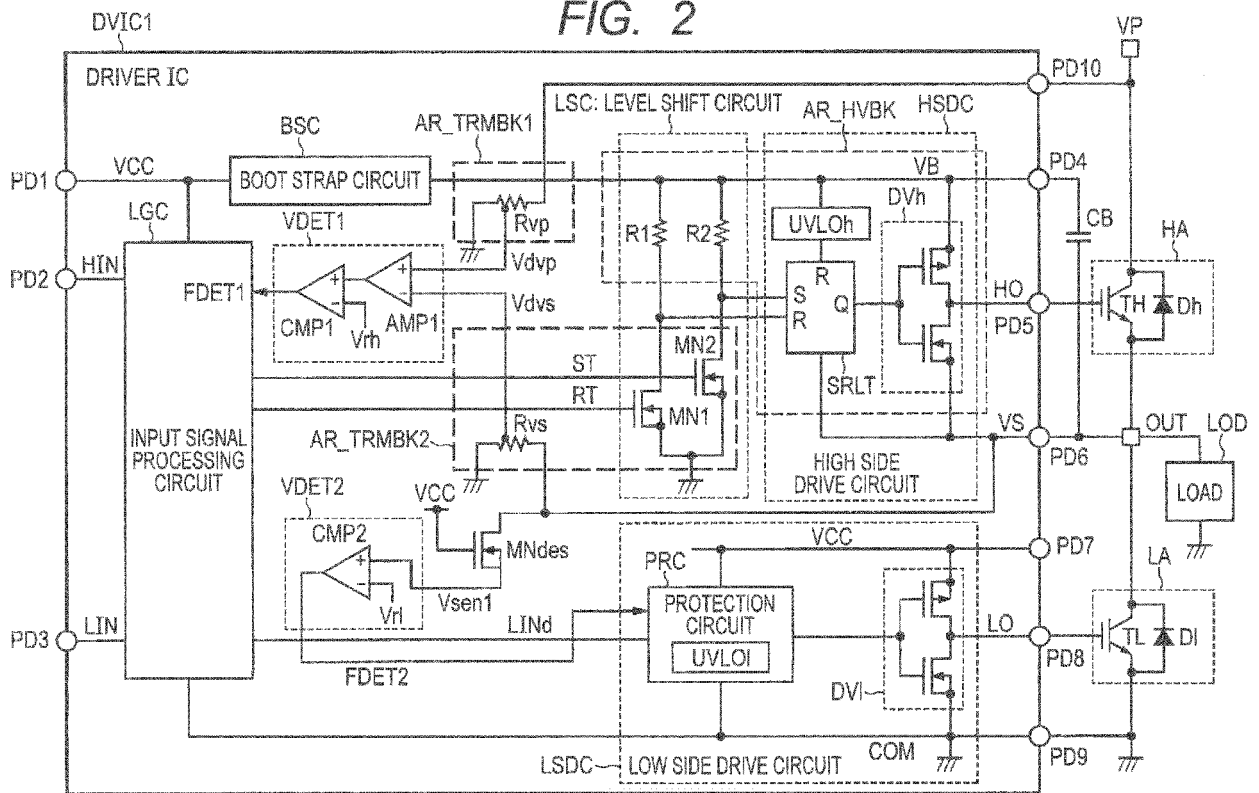 FIG. 2
DVIC1
VP
DRIVER IC
PD10
LSC: LEVEL SHIFT CIRCUIT
HSDC
AR_HVBK
BSC
AR_TRMBK1
VCC
BOOT STRAP CIRCUIT
VB
PD4
PD1
LGC
VDET1
Rvp
R1
R2
UVLOh
DVh
CB
HA
HIN
PD2
Vdvp
FDET1
R
S
R
Q
HO
PD5
TH
Dh
Vdvs
CMP1
AMP1
Vrh
MN2
ST
SRLT
RT
MN1
Rvs
VS
OUT
LOD
AR_TRMBK2
PD6
INPUT SIGNAL
PROCESSING
CIRCUIT
HIGH SIDE
DRIVE CIRCUIT
LOAD
VDET2
VCC
CMP2
MNdes
VCC
PD7
PRC
LA
Vsen1
Vrl
PROTECTION
CIRCUIT
LIN
PD3
LINd
LO
PD8
TL
Dl
UVLOl
FDET2
DVl
COM
PD9
LSDC
LOW SIDE DRIVE CIRCUIT